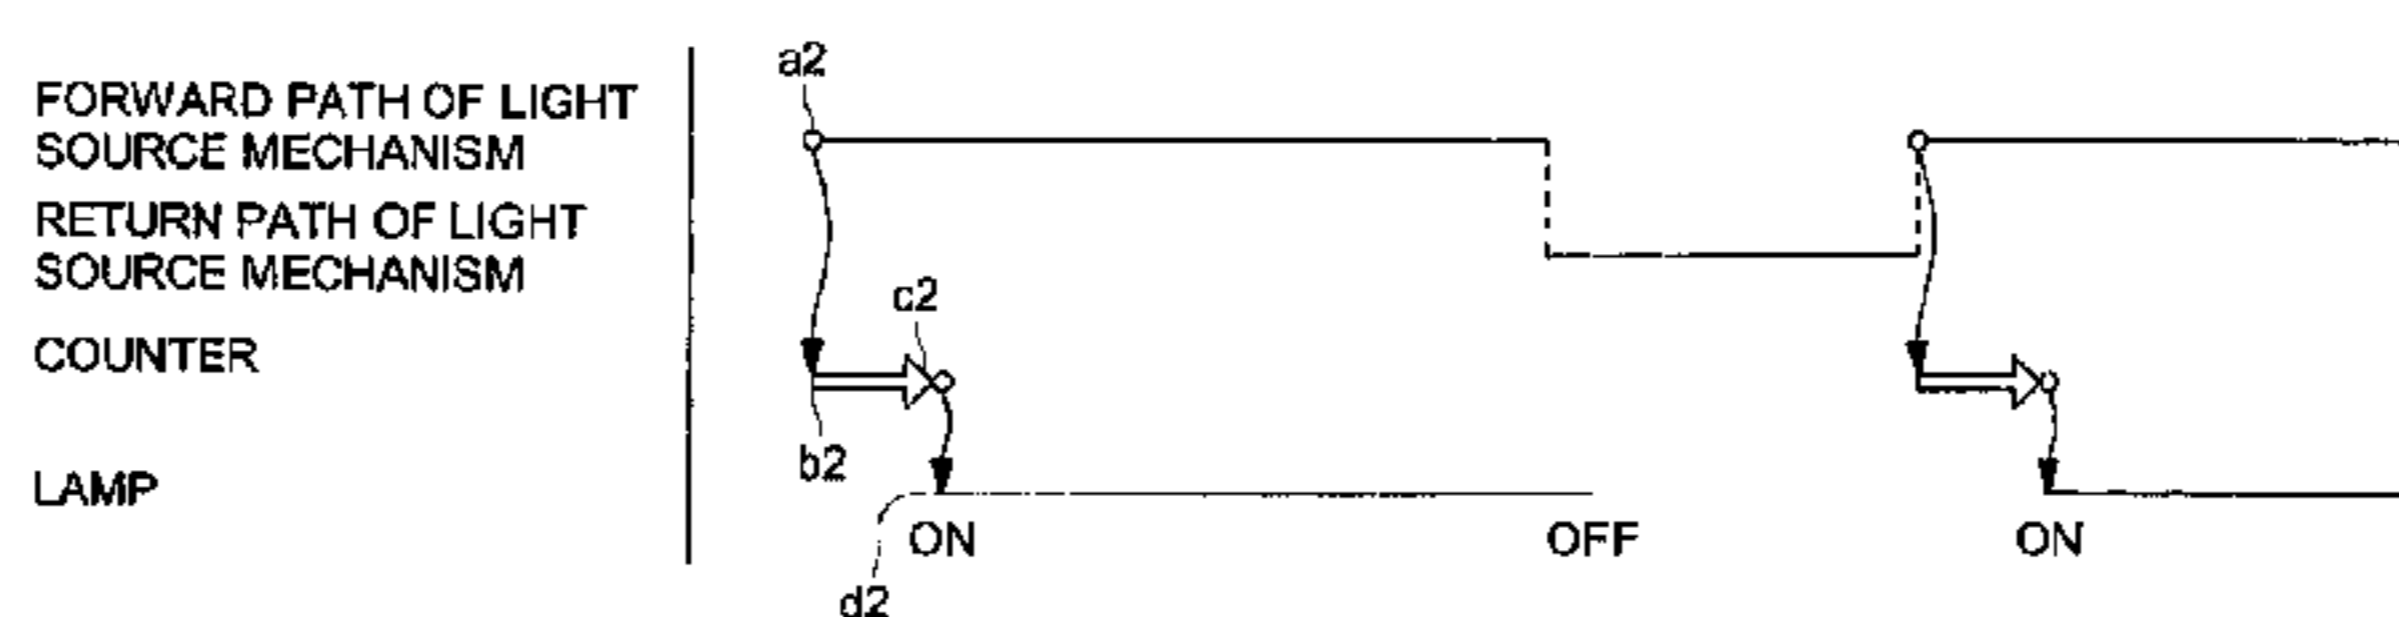 a2
FORWARD PATH OF LIGHT
SOURCE MECHANISM
RETURN PATH OF LIGHT
SOURCE MECHANISM
c2
COUNTER
b2
LAMP
ON OFF ON
d2